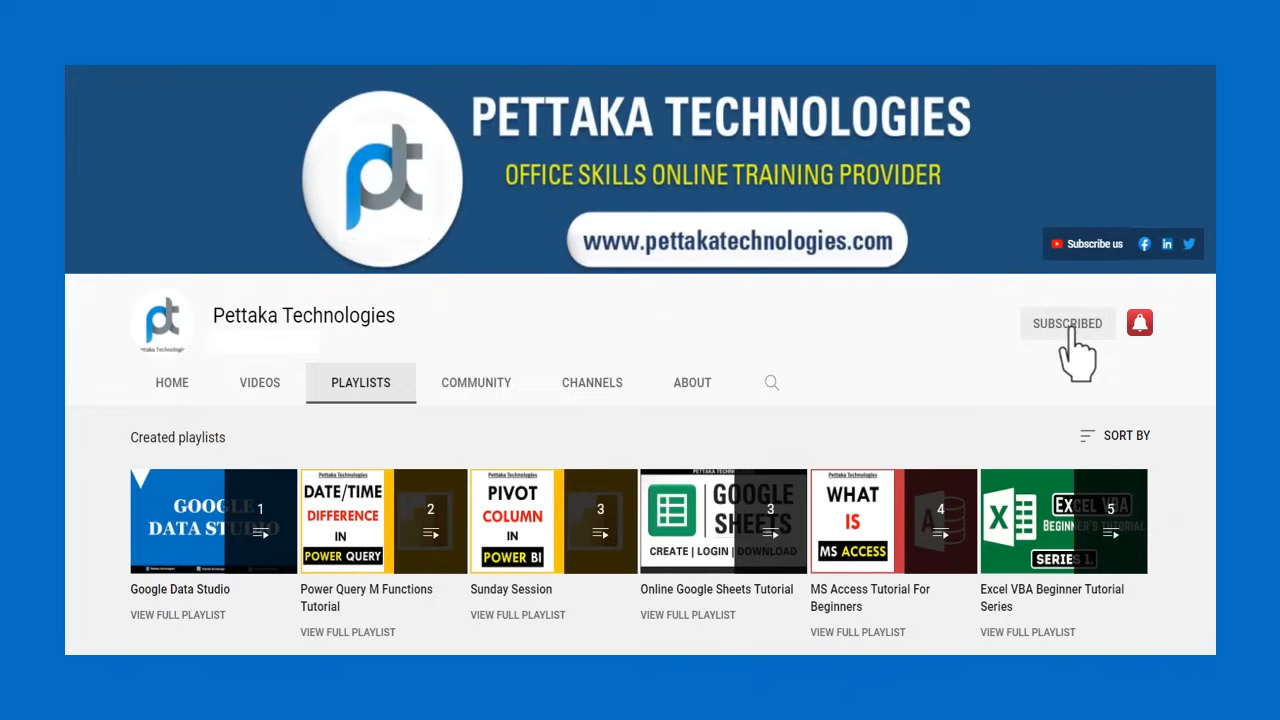 PETTAKA TECHNOLOGIES
OFFICE SKILLS ONLINE TRAINING PROVIDER
www.pettakatechnologies.com
Subscribe us
Pettaka Technologies
SUBSCRIBED
HOME VIDEOS PLAYLISTS COMMUNITY CHANNELS ABOUT
Created playlists
SORT BY
GOOGLE
DATA STUDIO
1
Pettaka Technologies
DATE/TIME
DIFFERENCE
IN
POWER QUERY
2
Pettaka Technologies
PIVOT
COLUMN
IN
POWER BI
3
PETTAKA TECHN
GOOGLE
SHEETS
CREATE | LOGIN | DOWNLOAD
3
Pettaka Technologies
WHAT
IS
MS ACCESS
4
EXCEL VBA
BEGINNER'S TUTORIAL
SERIES 1.
5
Google Data Studio
VIEW FULL PLAYLIST
Power Query M Functions
Tutorial
VIEW FULL PLAYLIST
Sunday Session
VIEW FULL PLAYLIST
Online Google Sheets Tutorial
VIEW FULL PLAYLIST
MS Access Tutorial For
Beginners
VIEW FULL PLAYLIST
Excel VBA Beginner Tutorial
Series
VIEW FULL PLAYLIST